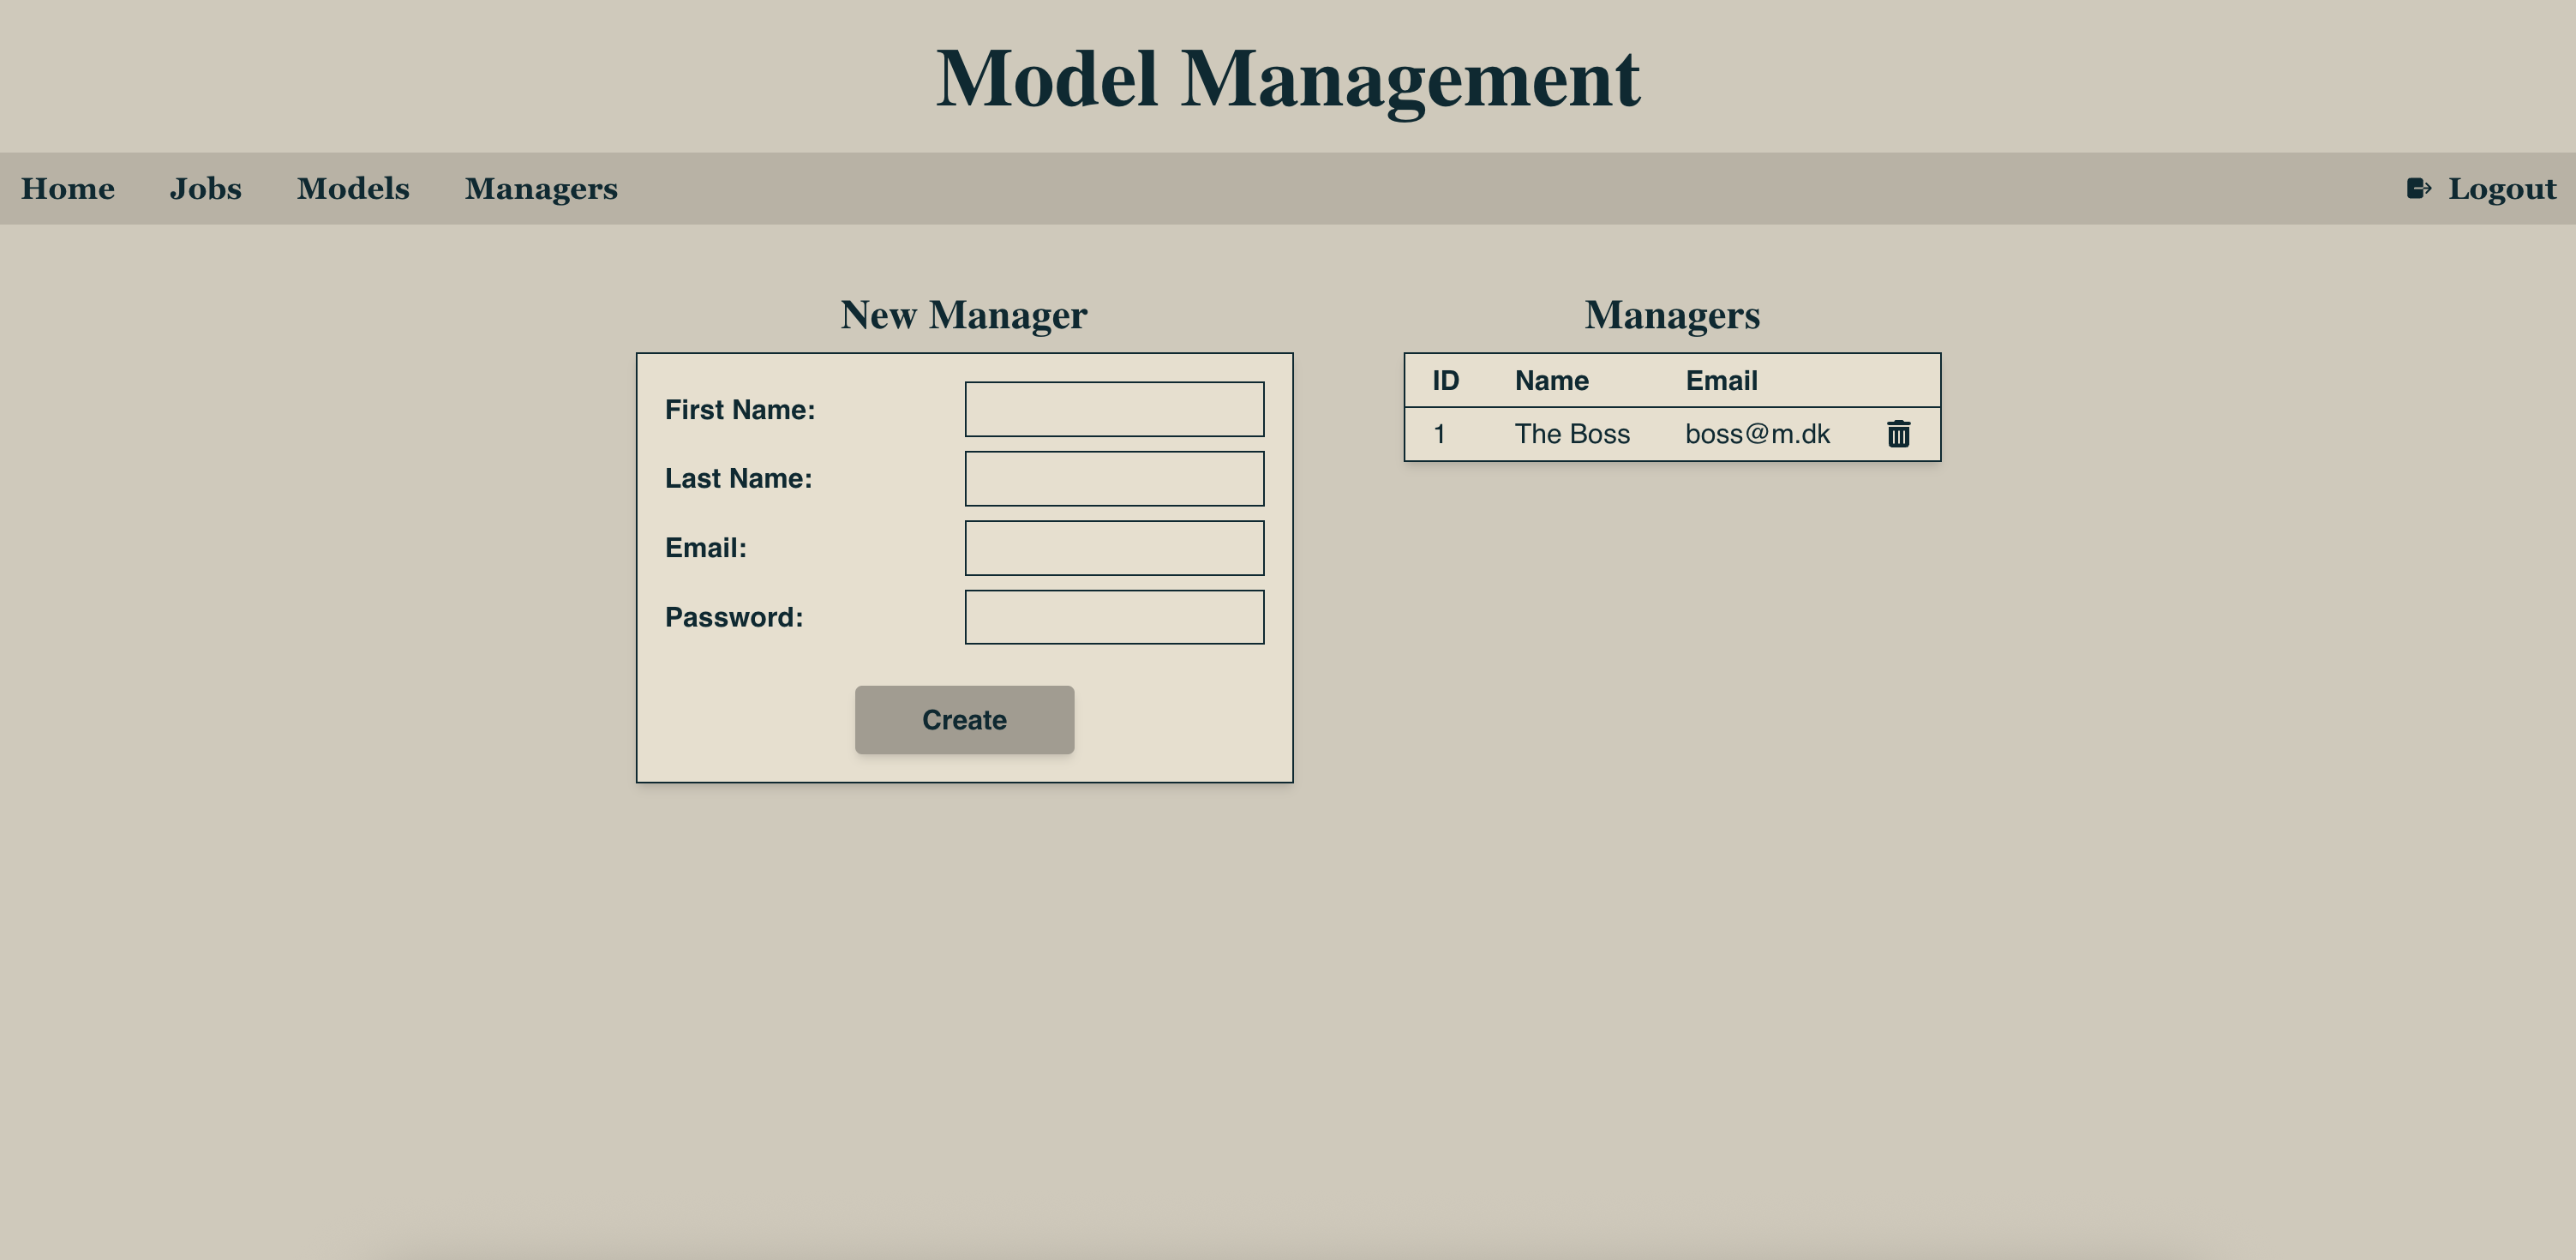 Model Management
Home Jobs Models Managers Logout
New Manager
First Name:
Last Name:
Email:
Password:
Create
Managers
ID Name Email
1 The Boss boss@m.dk